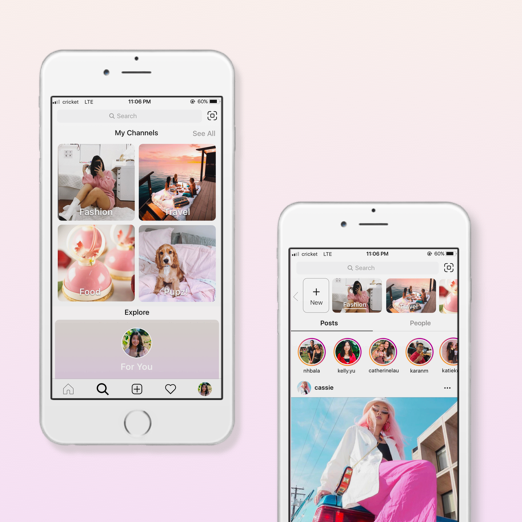 cricket LTE 11:06 PM 60%
Search
My Channels See All
Fashion Travel
Food Pups
Explore
For You
cricket LTE 11:06 PM 60%
Search
New Fashion Travel
Posts People
nhbala kelly.yu catherinelau karanm katiek
cassie